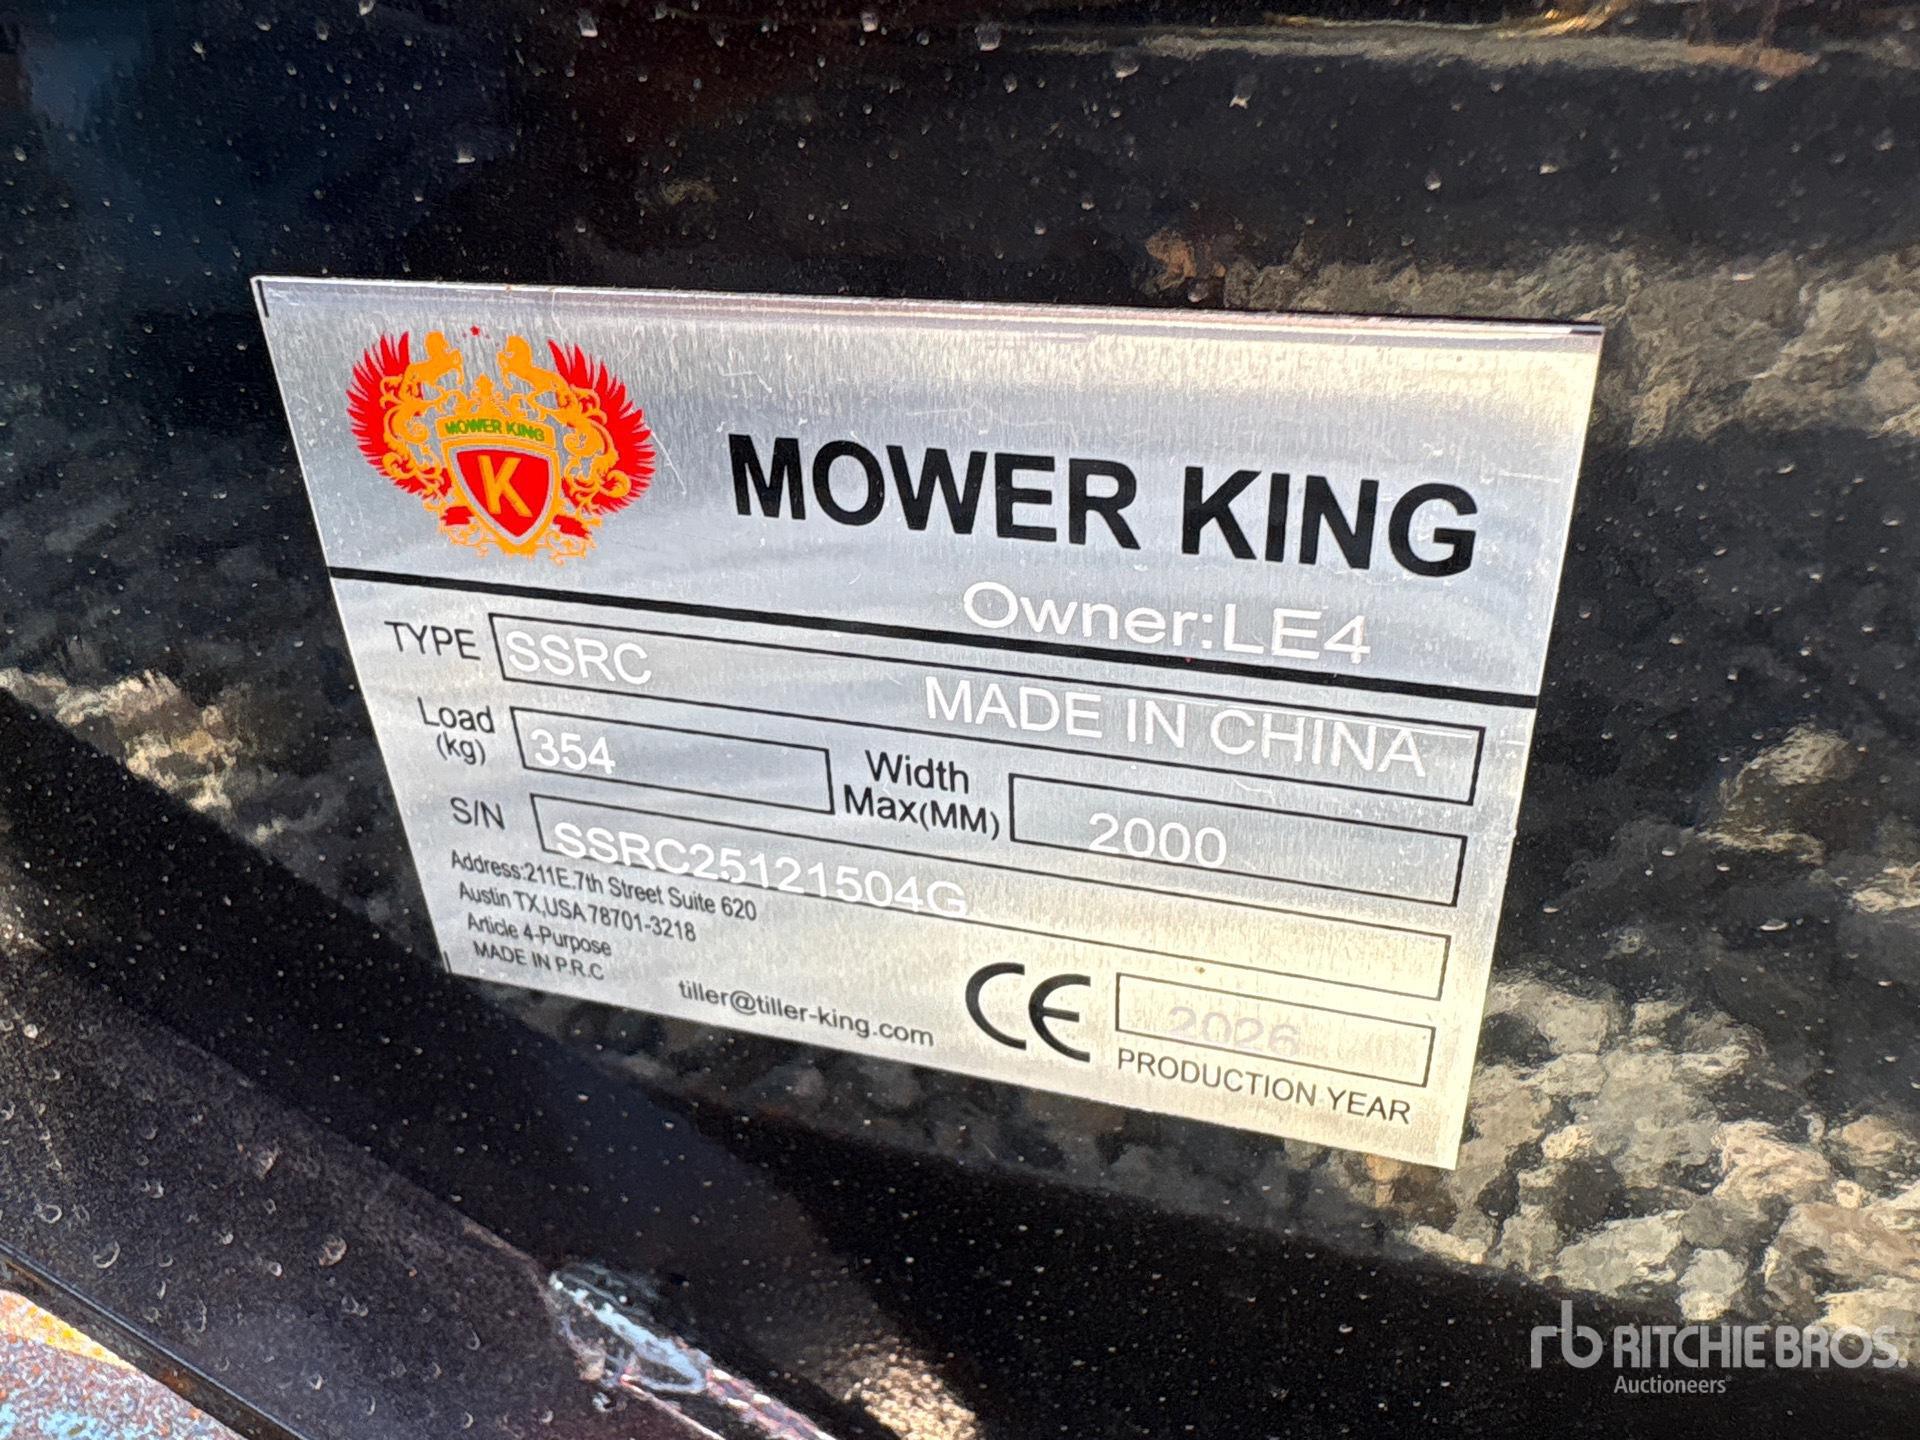 MOWER KING
K
MOWER KING
Owner:LE4
TYPE SSRC
MADE IN CHINA
Load (kg) 354
Width Max(MM) 2000
S/N SSRC25121504G
Address:211E.7th Street Suite 620
Austin TX,USA 78701-3218
Article 4-Purpose
MADE IN P.R.C
tiller@tiller-king.com
CE
2026
PRODUCTION YEAR
rb RITCHIE BROS.
Auctioneers